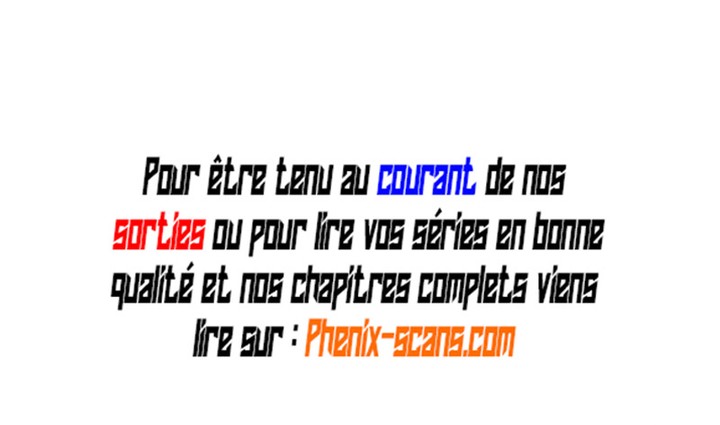 Pour être tenu au courant de nos
sorties ou pour lire vos séries en bonne
qualité et nos chapitres complets viens
lire sur : Phenix-scans.com